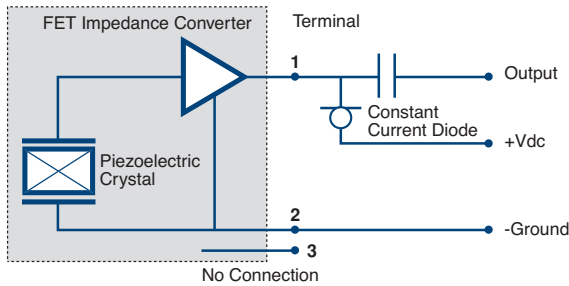 FET Impedance Converter
Terminal
1
Output
Constant
Current Diode
+Vdc
Piezoelectric
Crystal
2
-Ground
3
No Connection